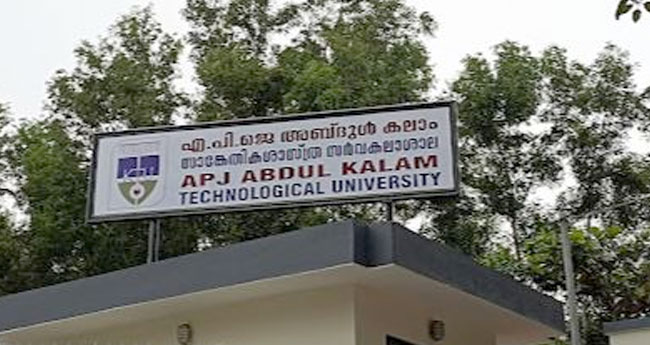 എ.പി.ജെ അബ്ദുൾ കലാം
സാങ്കേതികശാസ്ത്ര സർവകലാശാല
APJ ABDUL KALAM
TECHNOLOGICAL UNIVERSITY